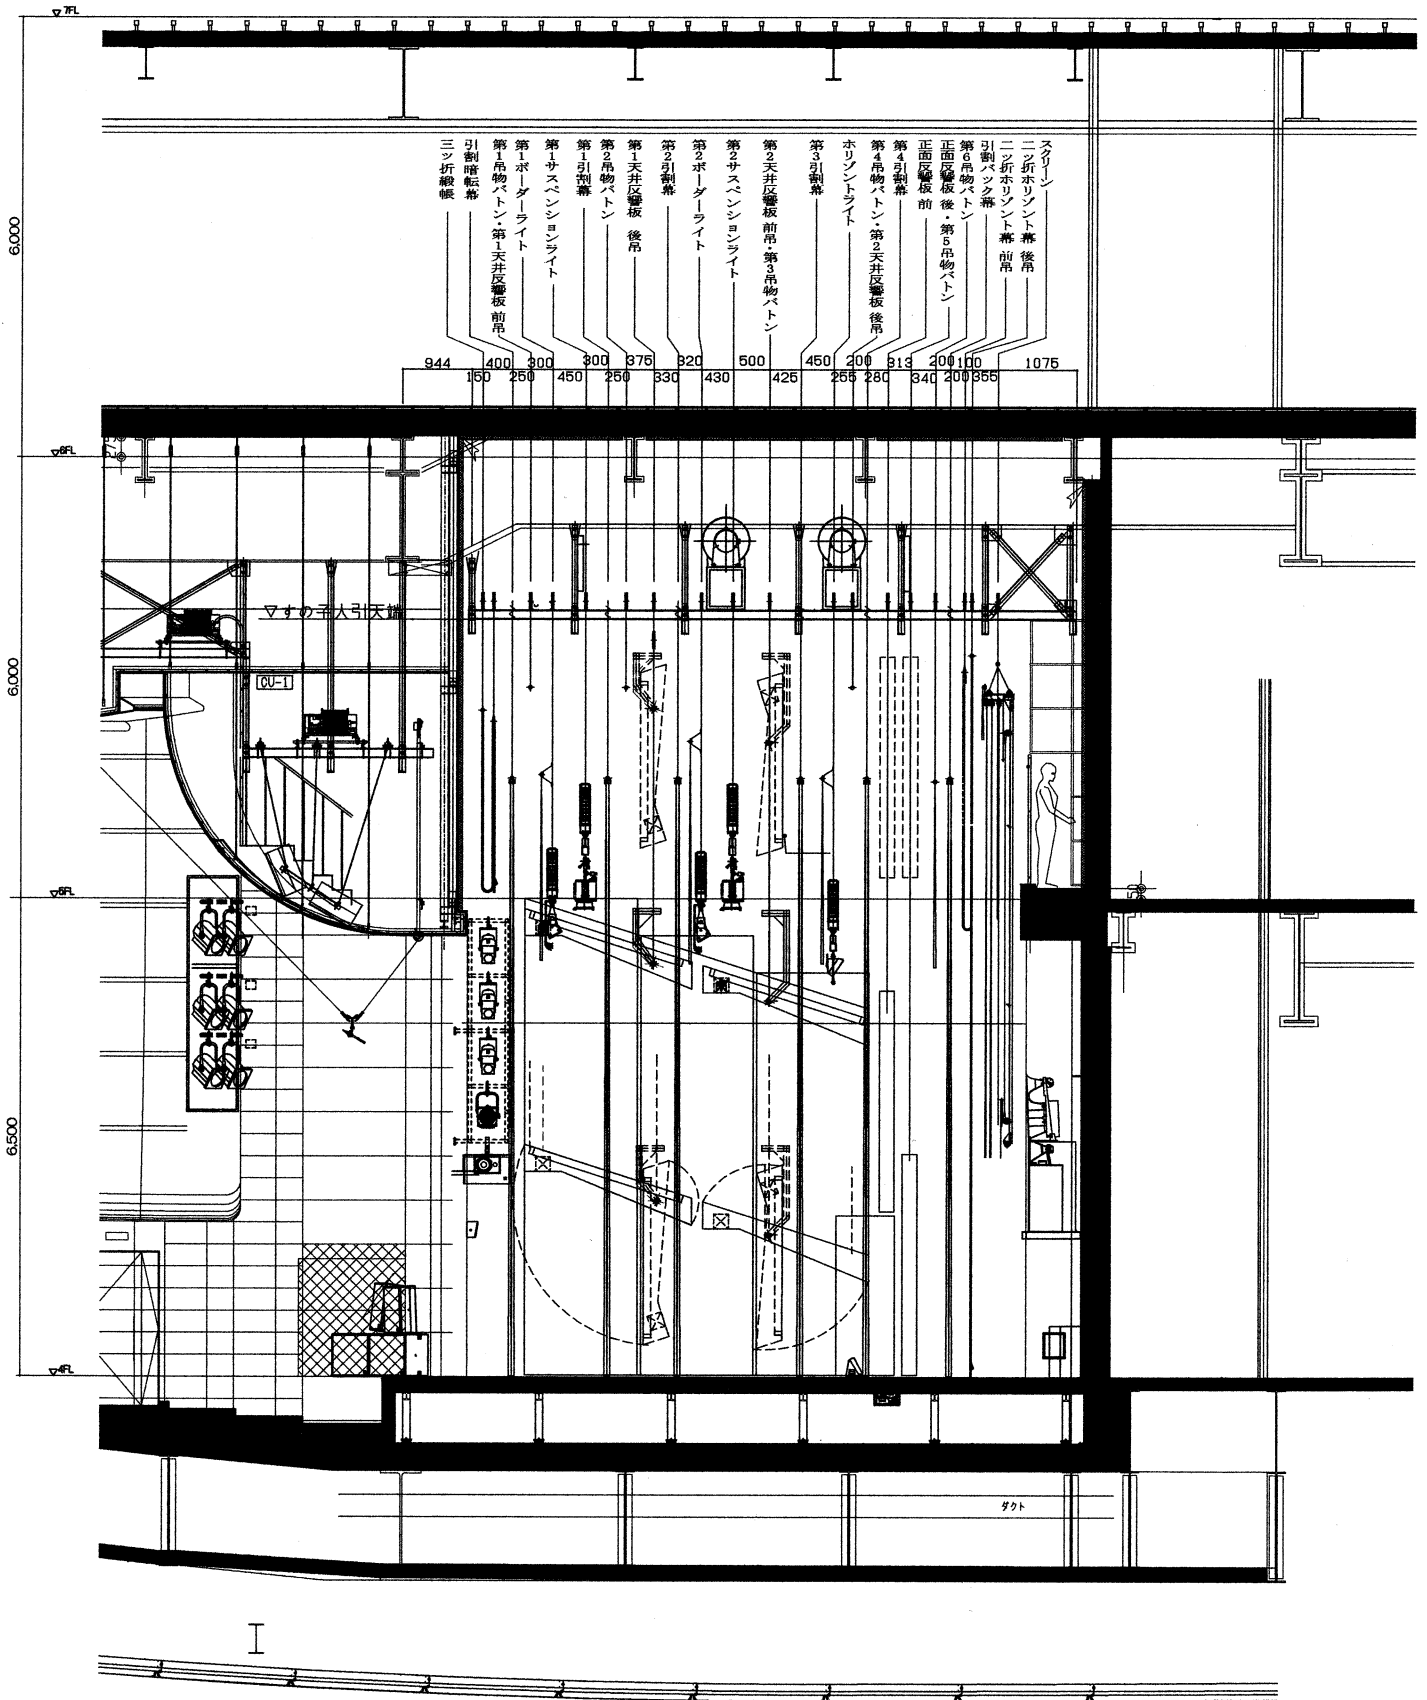 ▽7FL
6,000
スクリーン
二ッ折ホリゾント幕 後吊
二ッ折ホリゾント幕 前吊
引割バック幕
第6吊物バトン
正面反響板 後・第5吊物バトン
正面反響板 前
第4引割幕
第4吊物バトン・第2天井反響板 後吊
ホリゾントライト
第3引割幕
第2天井反響板 前吊・第3吊物バトン
第2サスペンションライト
第2ボーダーライト
第2引割幕
第1天井反響板 後吊
第2吊物バトン
第1引割幕
第1サスペンションライト
第1ボーダーライト
第1吊物バトン・第1天井反響板 前吊
引割暗転幕
三ッ折緞帳
944 400 300 300 375 320 500 450 200 313 200 100 1075
150 250 450 250 330 430 425 255 280 340 200 355
▽6FL
▽すの子人引天端
6,000
CU-1
▽5FL
6,500
▽4FL
ダクト